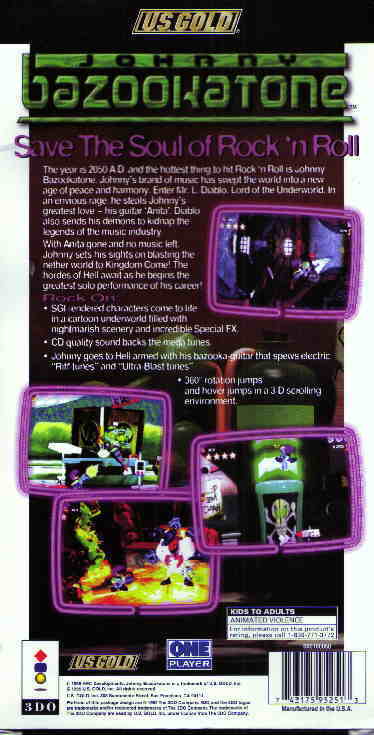 US GOLD
JOHNNY
bazookatone
Save The Soul of Rock 'n Roll
The year is 2050 A.D. and the hottest thing to hit Rock 'n Roll is Johnny
Bazookatone. Johnny's brand of music has swept the world into a new
age of peace and harmony. Enter Mr. L. Diablo, Lord of the Underworld. In
an envious rage, he steals Johnny's
greatest love – his guitar 'Anita'. Diablo
also sends his demons to kidnap the
legends of the music industry.
With Anita gone and no music left,
Johnny sets his sights on blasting the
nether world to Kingdom Come! The
hordes of Hell await as he begins the
greatest solo performance of his career!
Rock On
• SGI rendered characters come to life
in a cartoon underworld filled with
nightmarish scenery and incredible Special FX.
• CD quality sound backs the mega tunes.
• Johnny goes to Hell armed with his bazooka-guitar that spews electric
"Riff tunes" and "Ultra-Blast tunes".
• 360° rotation jumps
and hover jumps in a 3-D scrolling
environment.
KIDS TO ADULTS
ANIMATED VIOLENCE
For information on this product's
rating, please call 1-800-771-3772
3DO
US GOLD
ONE
PLAYER
7 42175 95251 3
Manufactured in the U.S.A.